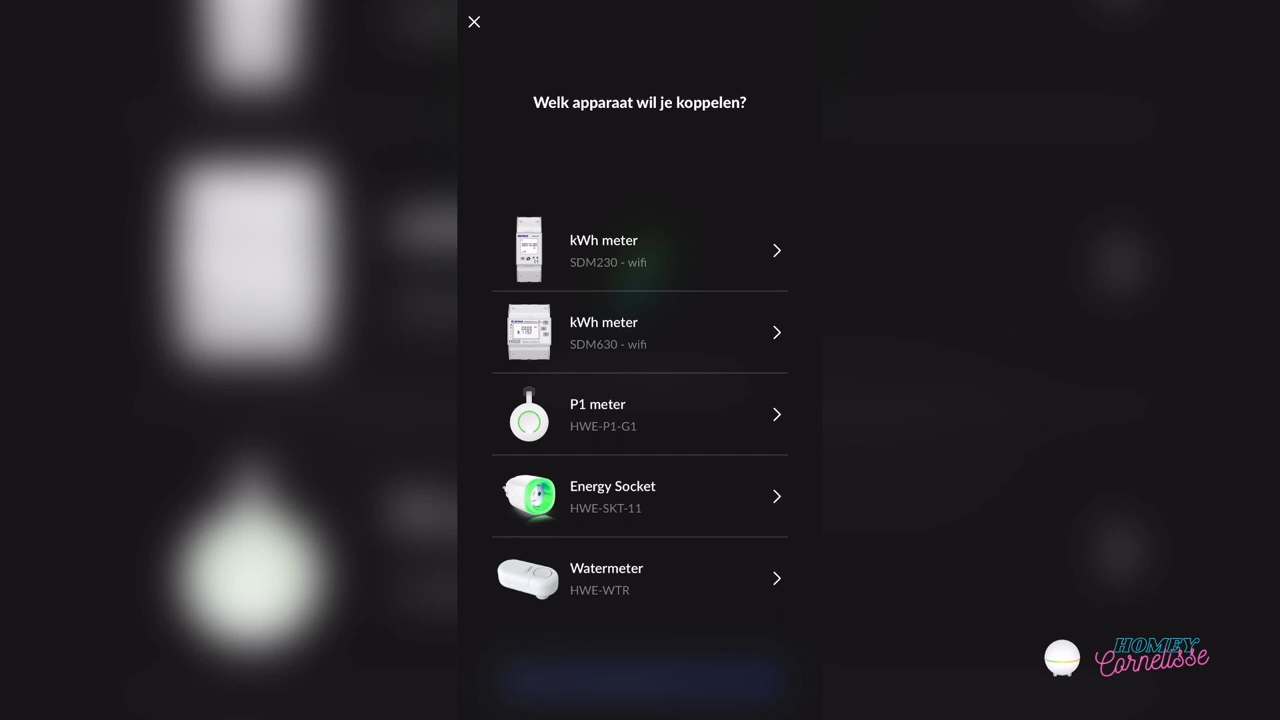 Welk apparaat wil je koppelen?
kWh meter
SDM230 - wifi
kWh meter
SDM630 - wifi
P1 meter
HWE-P1-G1
Energy Socket
HWE-SKT-11
Watermeter
HWE-WTR
HOMEY
Cornelisse